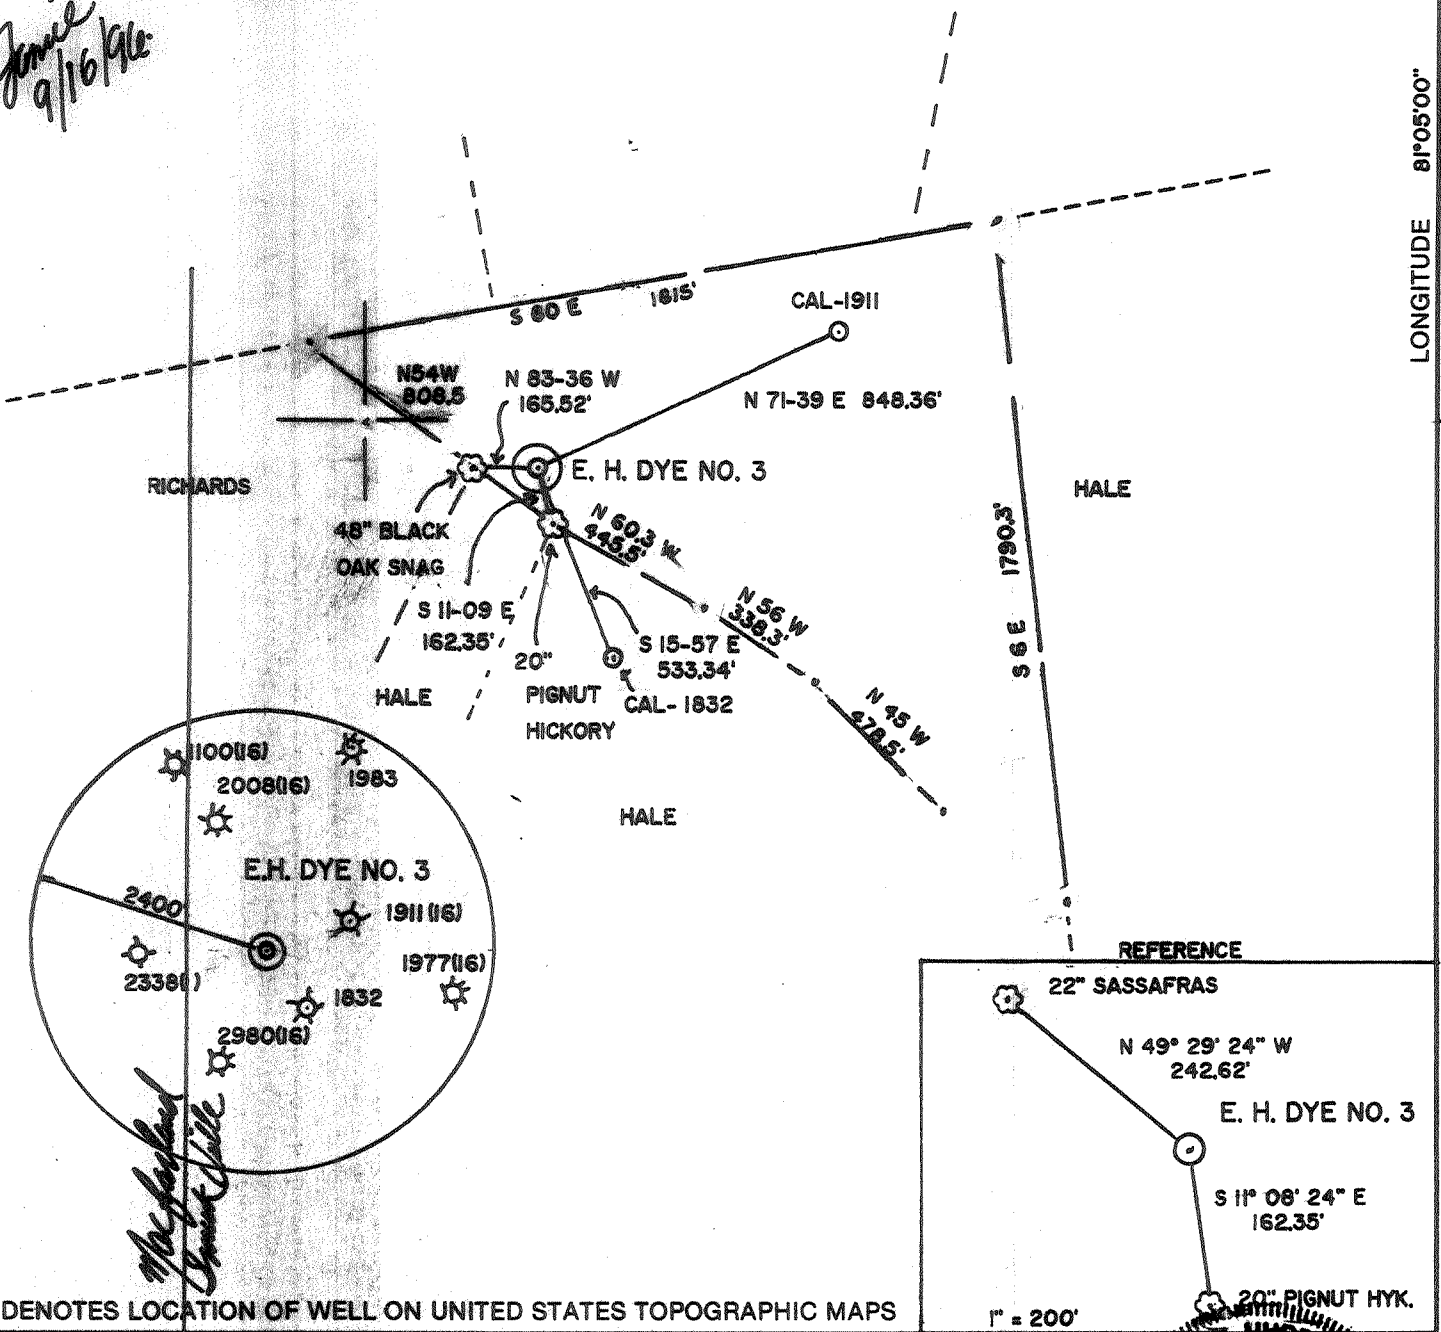 9/16/96
LONGITUDE 81°05'00"
S 80 E 1815'
CAL-1911
N54W
808.5
N 83-36 W
165.52'
N 71-39 E 848.36'
E. H. DYE NO. 3
RICHARDS
HALE
48" BLACK
OAK SNAG
N 60.3 W
445.5'
S 6 E 1790.3'
S 11-09 E
162.35'
N 56 W
338.3'
S 15-57 E
533.34'
20"
PIGNUT
HICKORY
HALE
CAL-1832
N 45 W
478.5'
1100(16)
1983
2008(16)
HALE
E.H. DYE NO. 3
2400'
1911(16)
1977(16)
2338( )
1832
2980(16)
REFERENCE
22" SASSAFRAS
N 49° 29' 24" W
242.62'
E. H. DYE NO. 3
S 11° 08' 24" E
162.35'
20" PIGNUT HYK.
1" = 200'
DENOTES LOCATION OF WELL ON UNITED STATES TOPOGRAPHIC MAPS